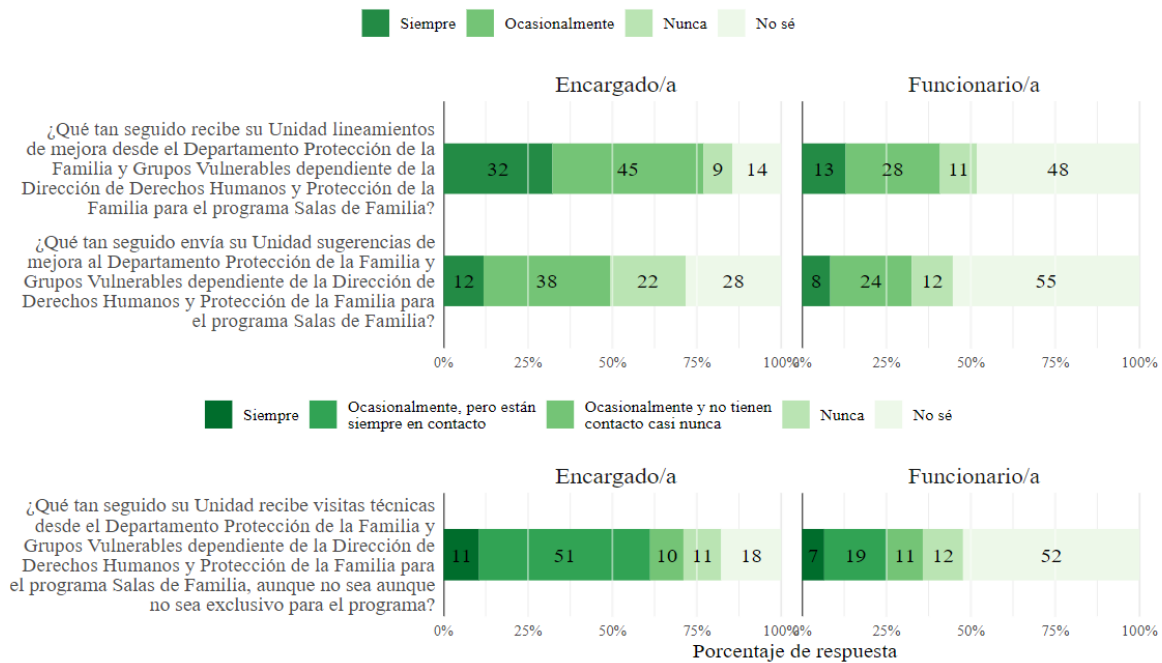 Siempre Ocasionalmente Nunca No sé
Encargado/a Funcionario/a
¿Qué tan seguido recibe su Unidad lineamientos
de mejora desde el Departamento Protección de la
Familia y Grupos Vulnerables dependiente de la
Dirección de Derechos Humanos y Protección de la
Familia para el programa Salas de Familia?
32 45 9 14 13 28 11 48
¿Qué tan seguido envía su Unidad sugerencias de
mejora al Departamento Protección de la Familia y
Grupos Vulnerables dependiente de la Dirección de
Derechos Humanos y Protección de la Familia para
el programa Salas de Familia?
12 38 22 28 8 24 12 55
0% 25% 50% 75% 100% 0% 25% 50% 75% 100%
Siempre Ocasionalmente, pero están siempre en contacto Ocasionalmente y no tienen contacto casi nunca Nunca No sé
Encargado/a Funcionario/a
¿Qué tan seguido su Unidad recibe visitas técnicas
desde el Departamento Protección de la Familia y
Grupos Vulnerables dependiente de la Dirección de
Derechos Humanos y Protección de la Familia para
el programa Salas de Familia, aunque no sea aunque
no sea exclusivo para el programa?
11 51 10 11 18 7 19 11 12 52
0% 25% 50% 75% 100% 0% 25% 50% 75% 100%
Porcentaje de respuesta